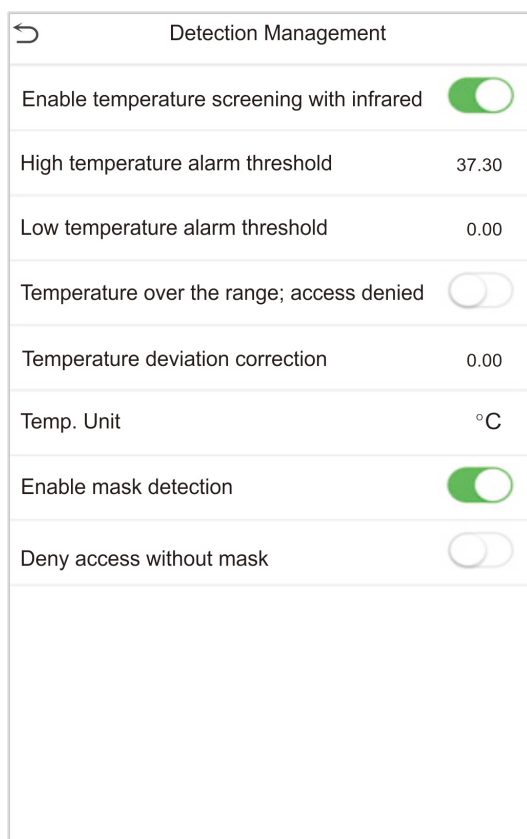 Detection Management
Enable temperature screening with infrared
High temperature alarm threshold 37.30
Low temperature alarm threshold 0.00
Temperature over the range; access denied
Temperature deviation correction 0.00
Temp. Unit °C
Enable mask detection
Deny access without mask